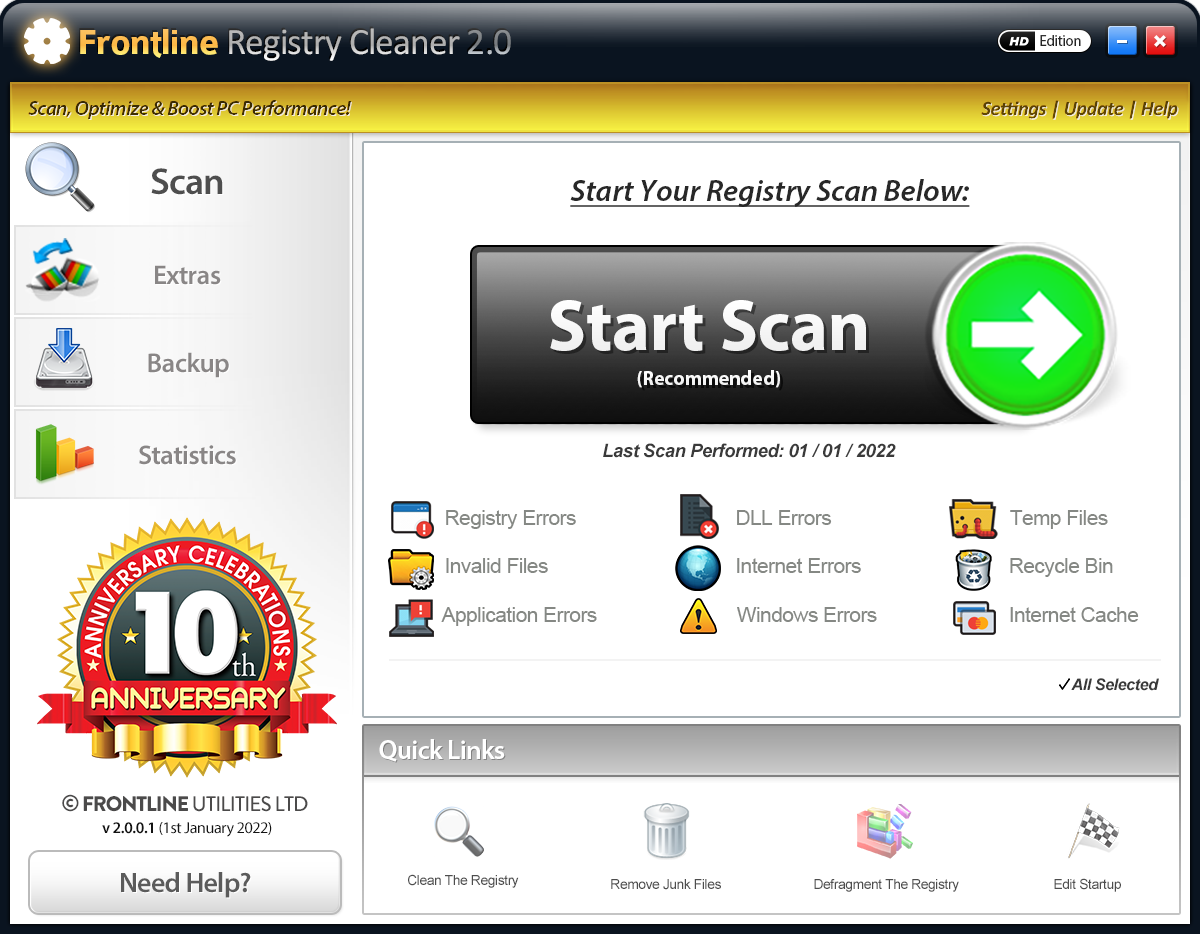 Frontline Registry Cleaner 2.0
HD Edition
Scan, Optimize & Boost PC Performance!
Settings | Update | Help
Scan
Extras
Backup
Statistics
ANNIVERSARY CELEBRATIONS
10th
ANNIVERSARY
© FRONTLINE UTILITIES LTD
v 2.0.0.1 (1st January 2022)
Need Help?
Start Your Registry Scan Below:
Start Scan
(Recommended)
Last Scan Performed: 01 / 01 / 2022
Registry Errors
DLL Errors
Temp Files
Invalid Files
Internet Errors
Recycle Bin
Application Errors
Windows Errors
Internet Cache
✓All Selected
Quick Links
Clean The Registry
Remove Junk Files
Defragment The Registry
Edit Startup